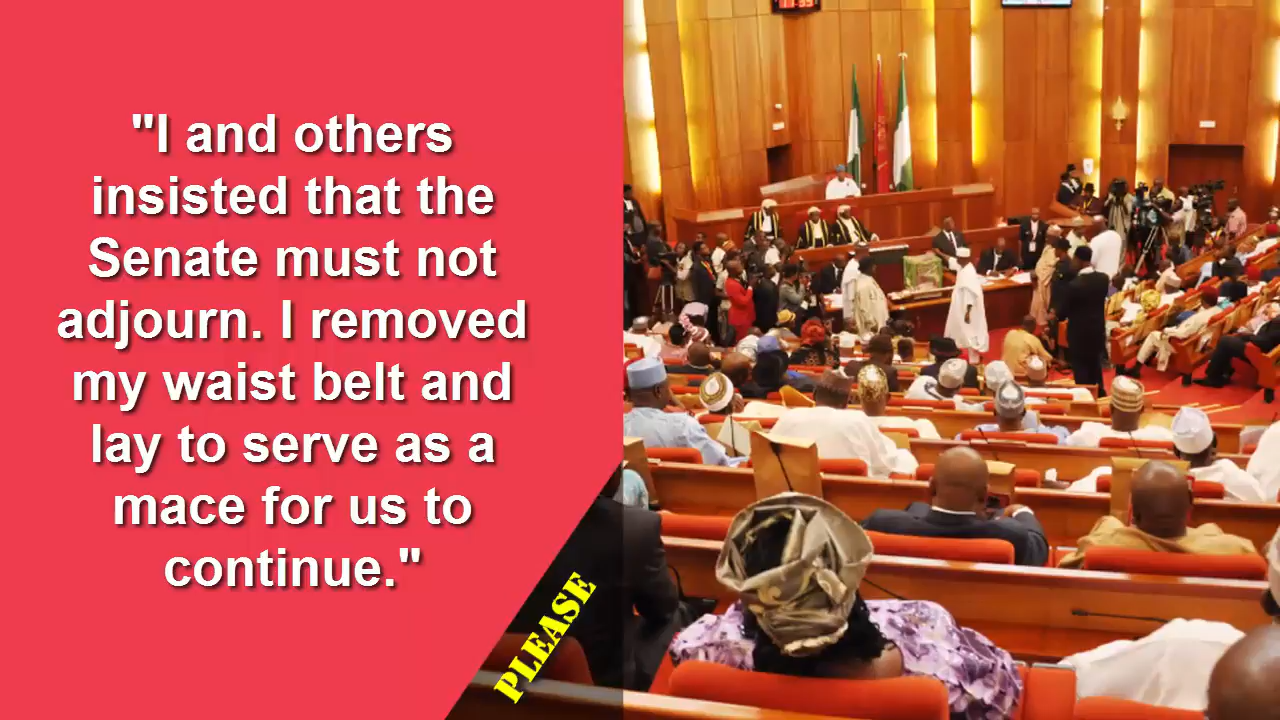 "I and others
insisted that the
Senate must not
adjourn. I removed
my waist belt and
lay to serve as a
mace for us to
continue."
PLEASE